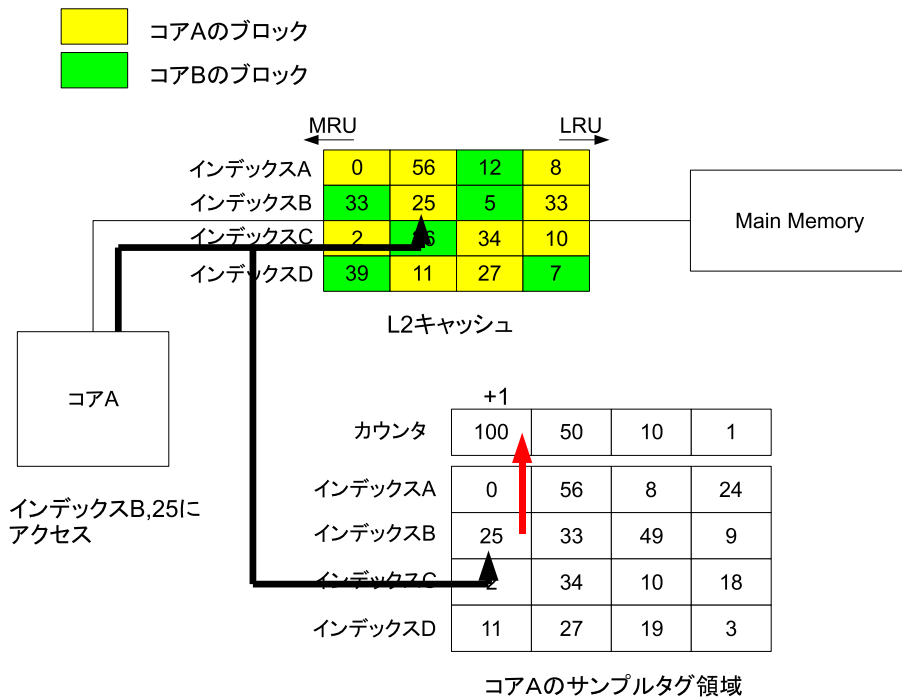 コアAのブロック
コアBのブロック
MRU LRU
インデックスA 0 56 12 8
インデックスB 33 25 5 33
インデックスC 2 6 34 10
インデックスD 39 11 27 7
L2キャッシュ
Main Memory
コアA
インデックスB,25に
アクセス
+1
カウンタ 100 50 10 1
インデックスA 0 56 8 24
インデックスB 25 33 49 9
インデックスC 2 34 10 18
インデックスD 11 27 19 3
コアAのサンプルタグ領域